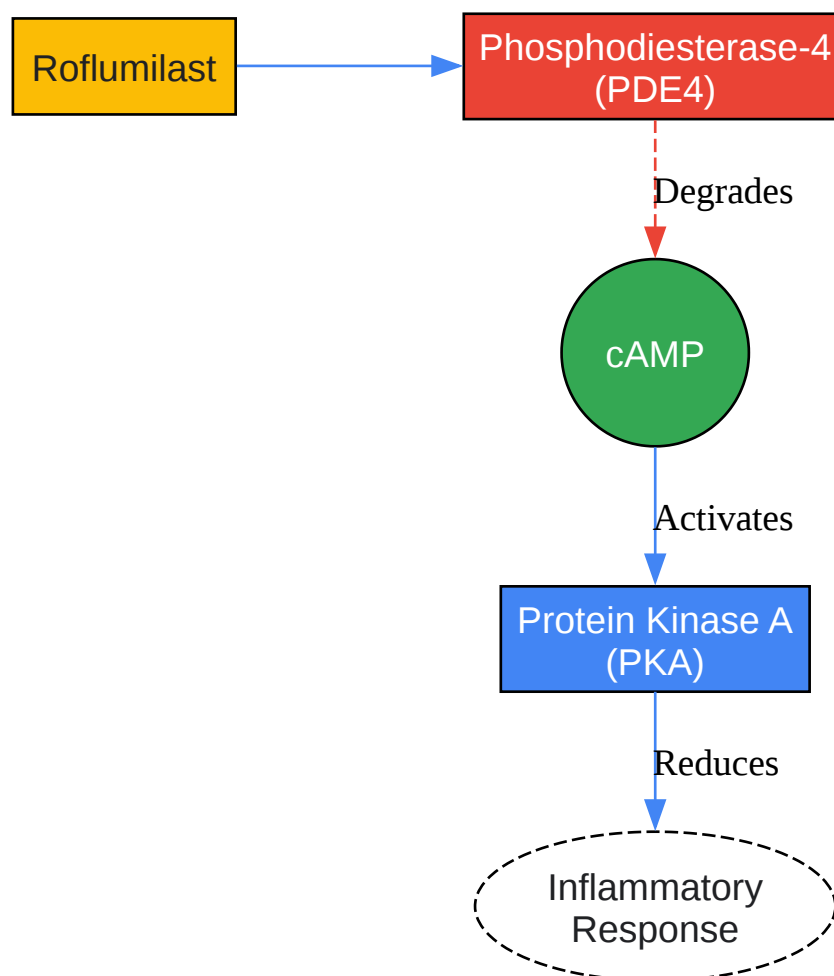 Roflumilast
Phosphodiesterase-4
(PDE4)
Degrades
cAMP
Activates
Protein Kinase A
(PKA)
Reduces
Inflammatory
Response